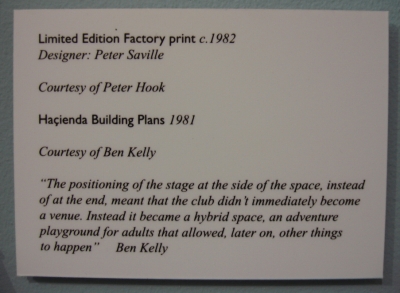 Limited Edition Factory print c.1982
Designer: Peter Saville
Courtesy of Peter Hook
Haçienda Building Plans 1981
Courtesy of Ben Kelly
“The positioning of the stage at the side of the space, instead
of at the end, meant that the club didn't immediately become
a venue. Instead it became a hybrid space, an adventure
playground for adults that allowed, later on, other things
to happen” Ben Kelly